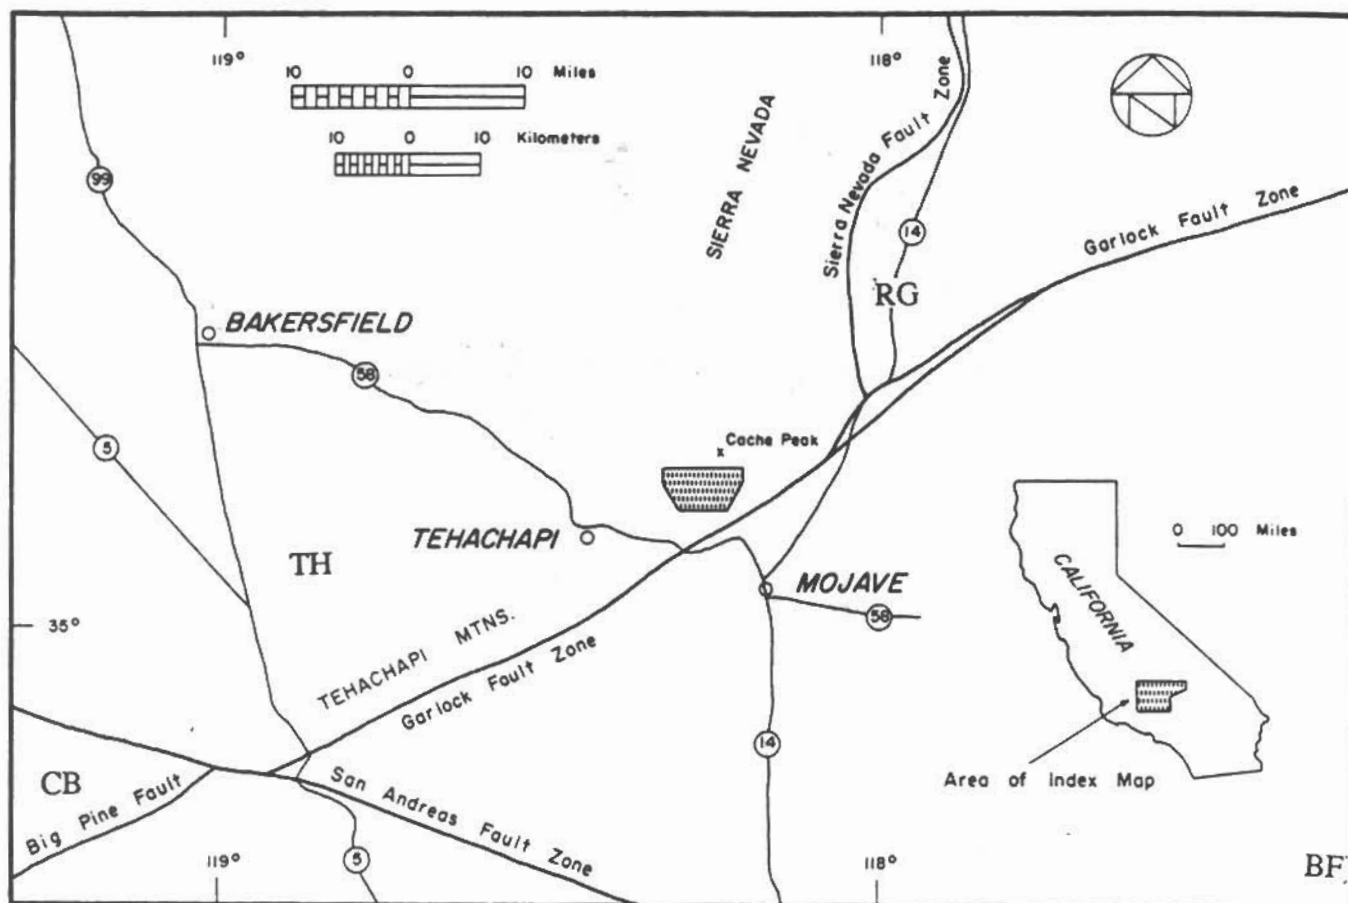 119°
118°
10 0 10 Miles
10 0 10 Kilometers
SIERRA NEVADA
Sierra Nevada Fault Zone
99
14
Garlock Fault Zone
RG
BAKERSFIELD
58
5
Cache Peak
x
TEHACHAPI
0 100 Miles
TH
MOJAVE
58
CALIFORNIA
35°
TEHACHAPI MTNS.
Garlock Fault Zone
14
CB
Big Pine Fault
San Andreas Fault Zone
Area of Index Map
5
119°
118°
BF